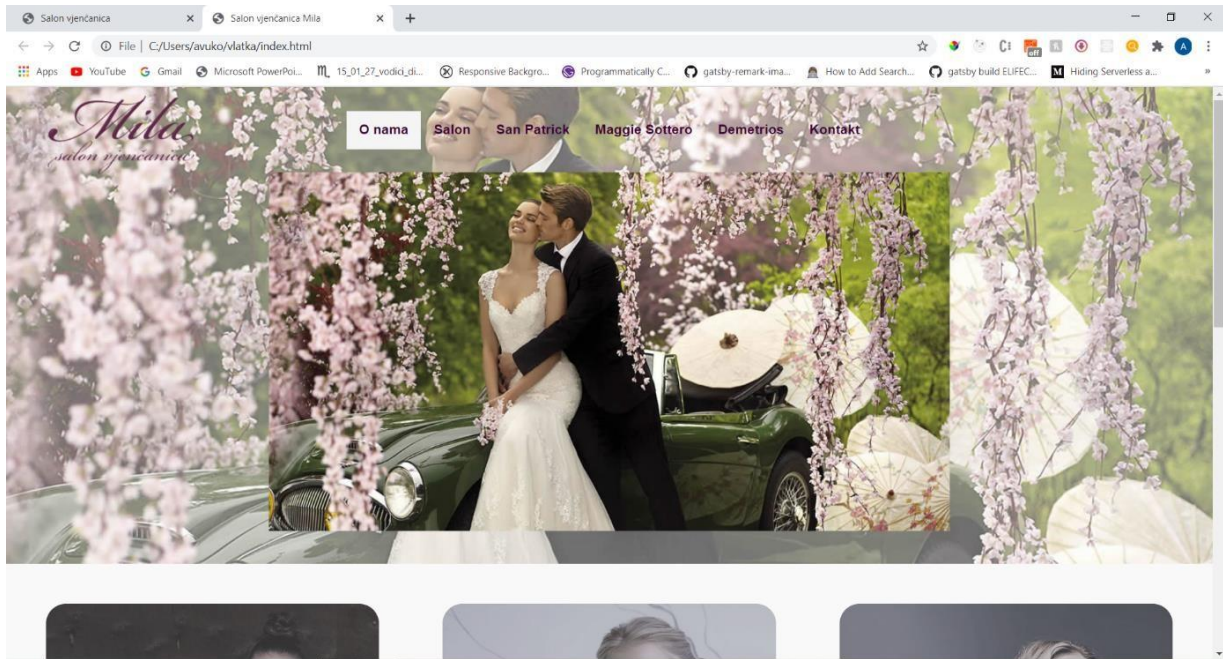 Salon vjenčanica
Salon vjenčanica Mila
File | C:/Users/avuko/vlatka/index.html
off
A
Apps YouTube Gmail Microsoft PowerPoi... 15_01_27_vodici_di... Responsive Backgro... Programmatically C... gatsby-remark-ima... How to Add Search... gatsby build ELIFEC... Hiding Serverless a... »
Mila
salon vjenčanica
O nama Salon San Patrick Maggie Sottero Demetrios Kontakt